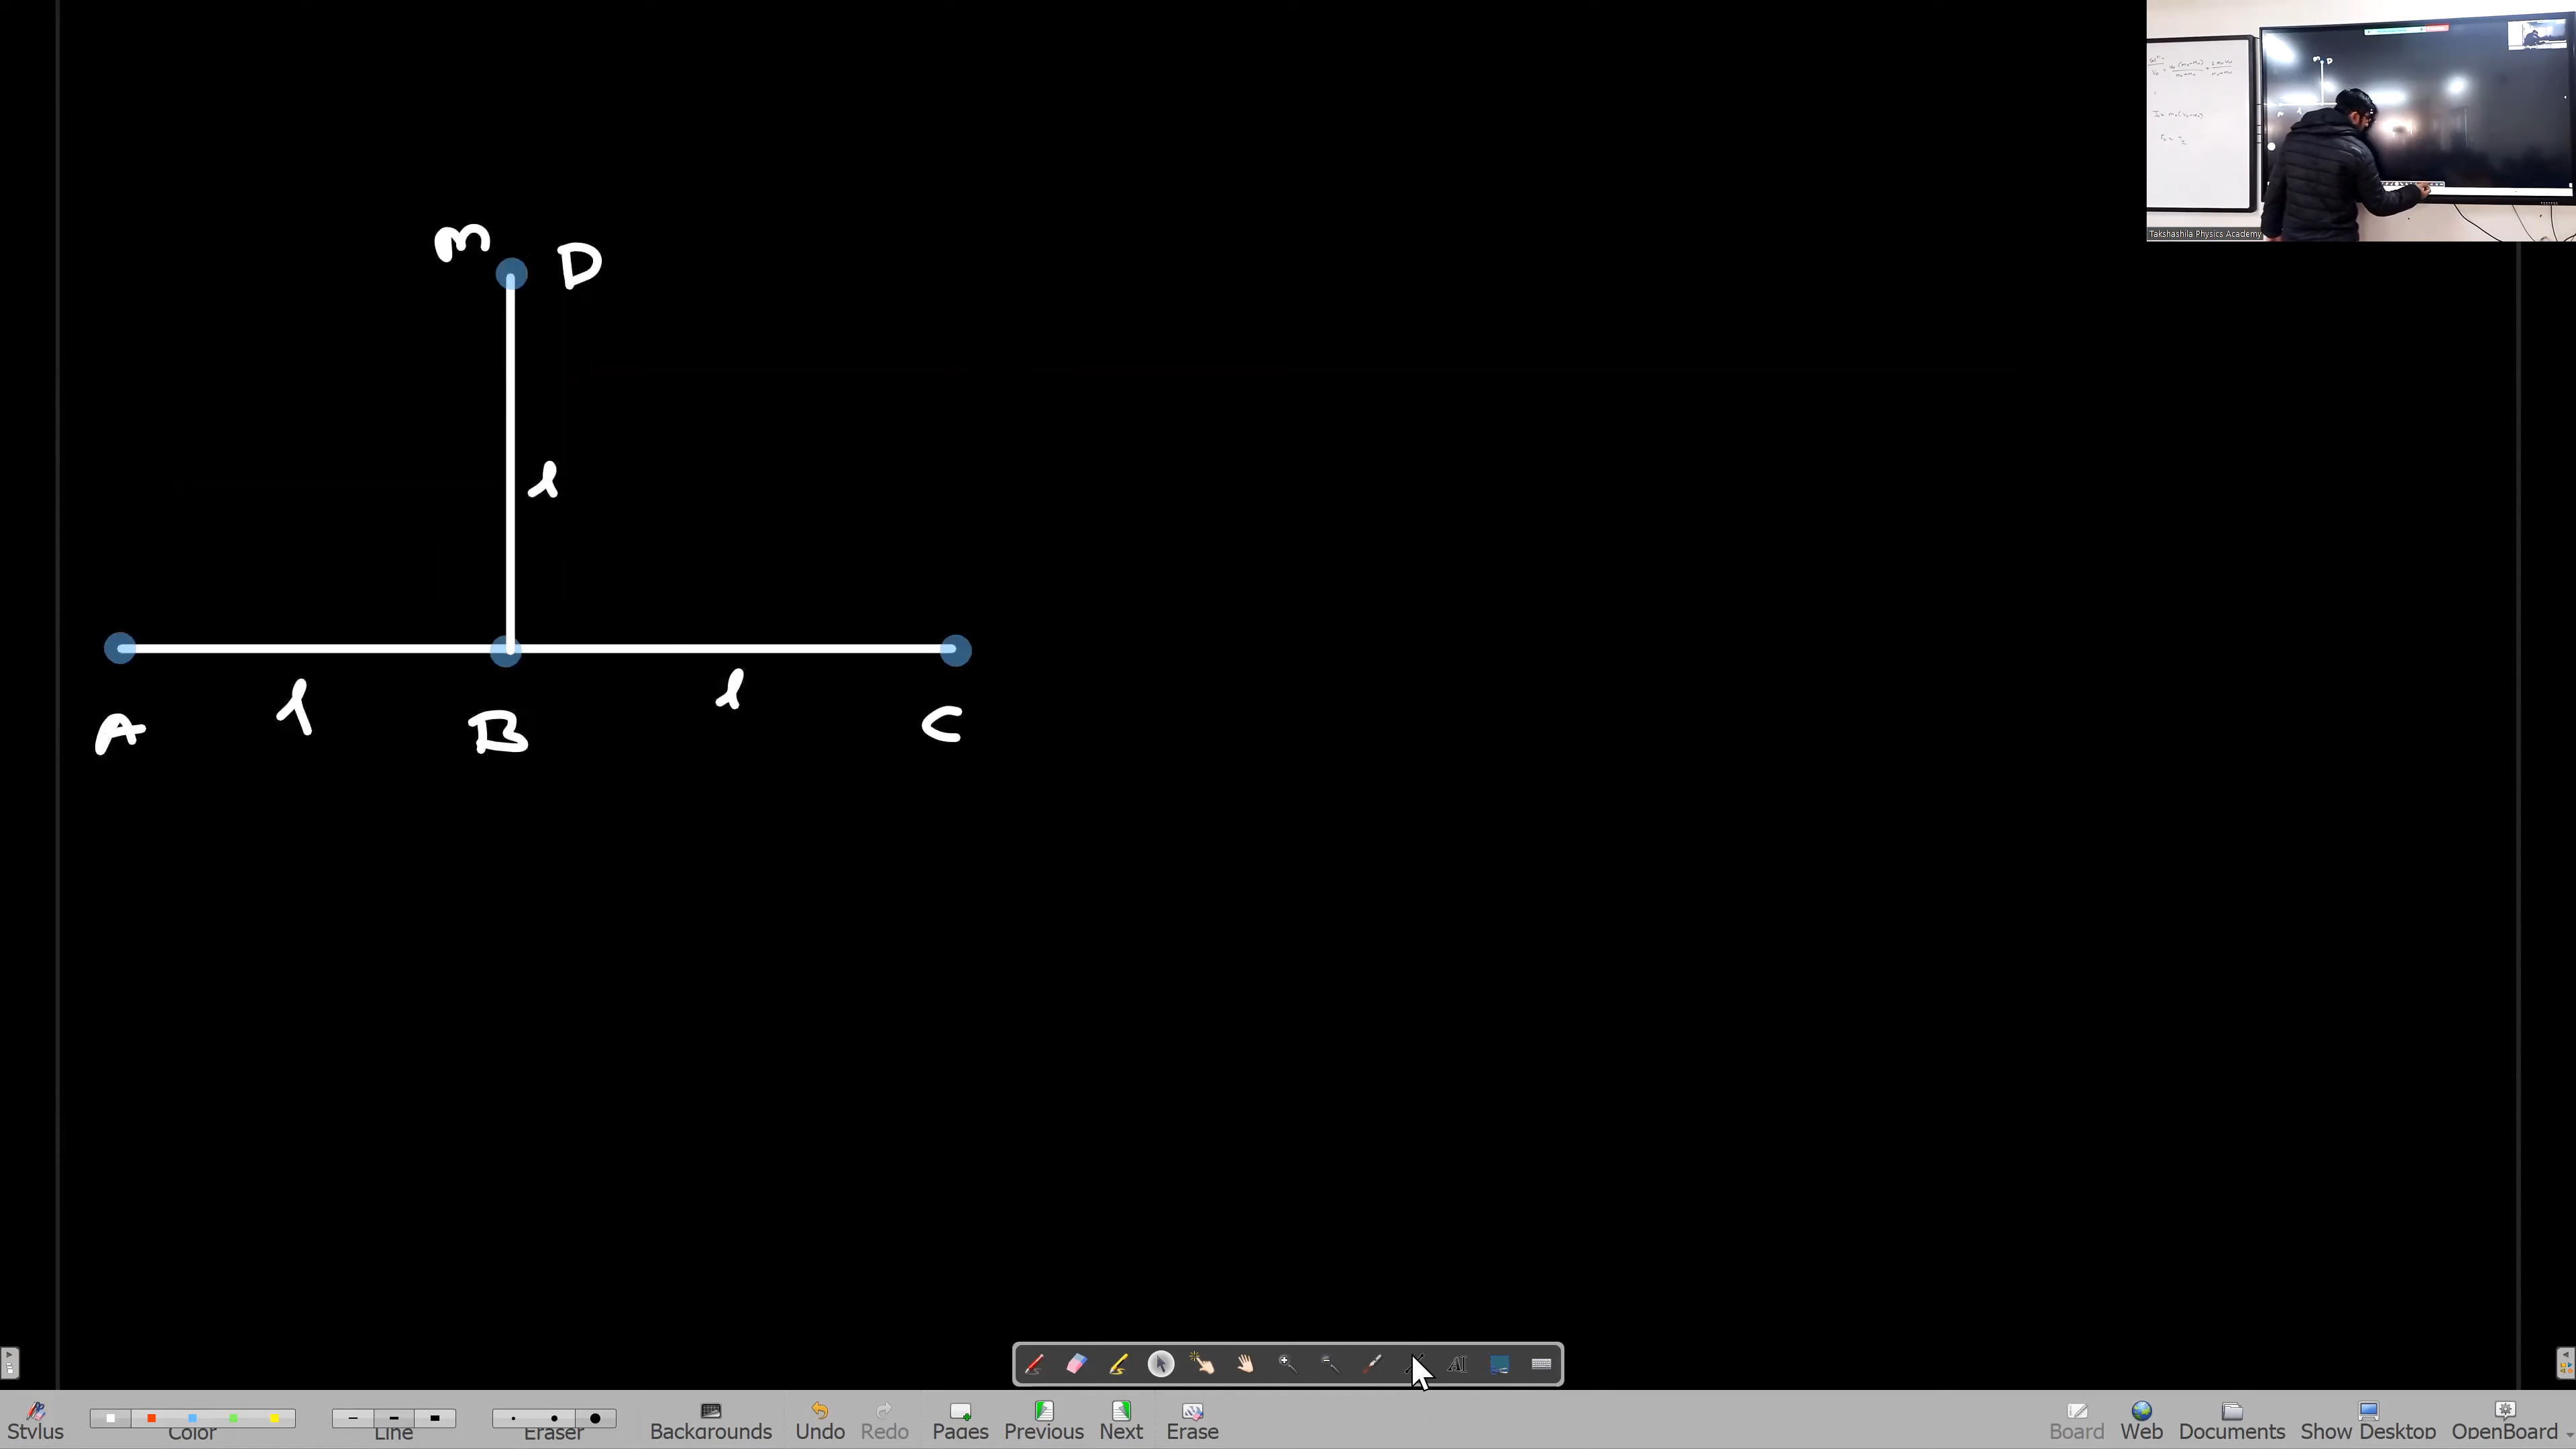 m D
l
l l
A B C
Takshashila Physics Academy
Stylus Color Line Eraser Backgrounds Undo Redo Pages Previous Next Erase Board Web Documents Show Desktop OpenBoard